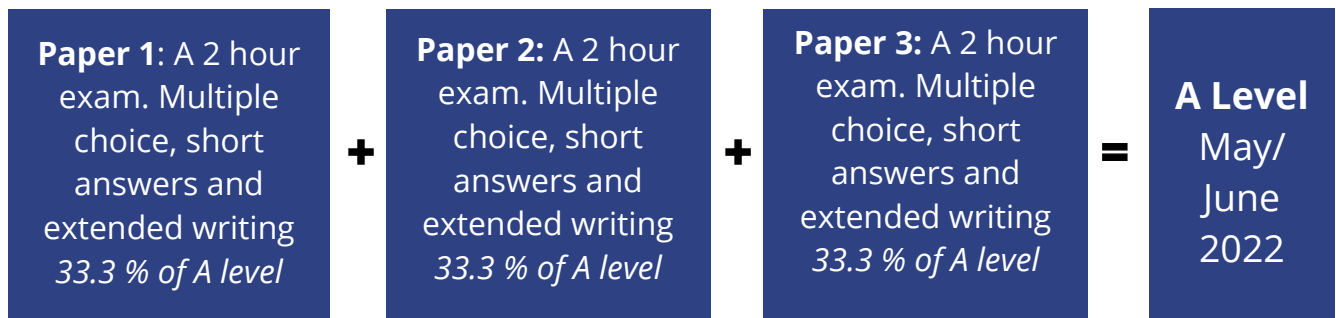 Paper 1: A 2 hour
exam. Multiple
choice, short
answers and
extended writing
33.3 % of A level
+
Paper 2: A 2 hour
exam. Multiple
choice, short
answers and
extended writing
33.3 % of A level
+
Paper 3: A 2 hour
exam. Multiple
choice, short
answers and
extended writing
33.3 % of A level
=
A Level
May/
June
2022